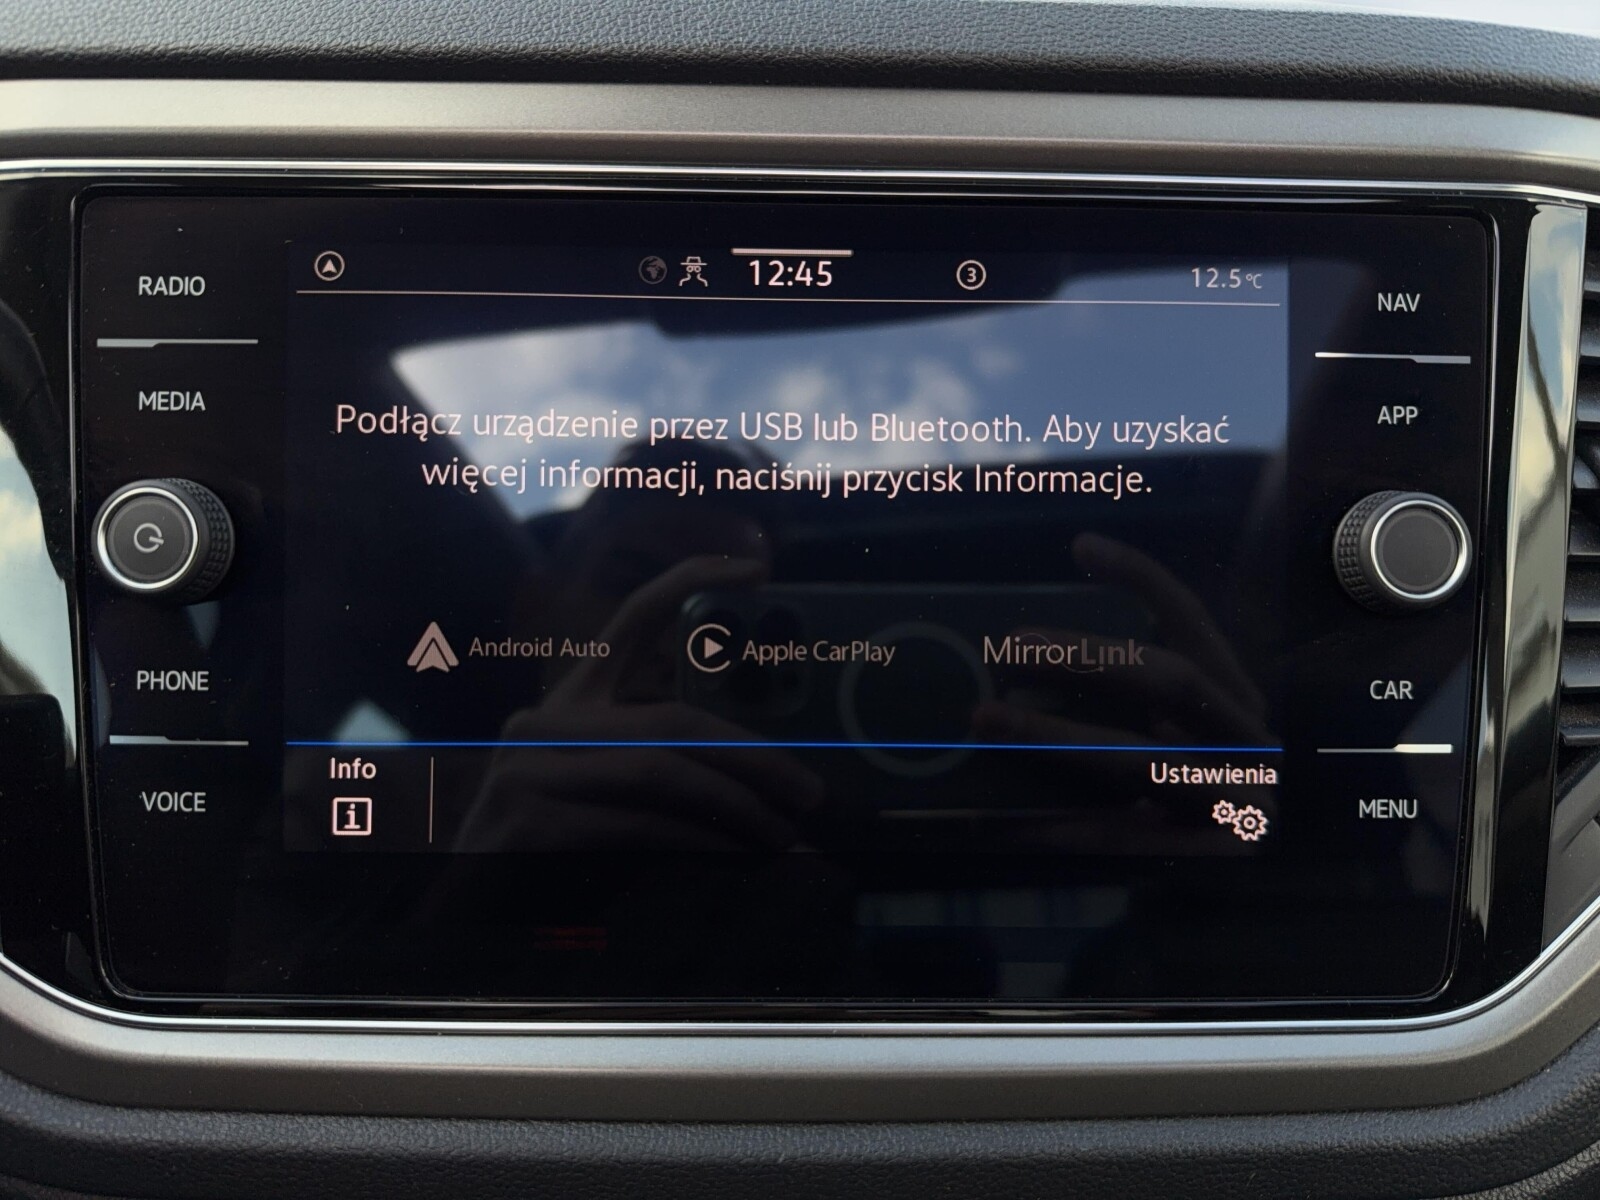 RADIO
MEDIA
PHONE
VOICE
12:45
3
12.5°C
Podłącz urządzenie przez USB lub Bluetooth. Aby uzyskać
więcej informacji, naciśnij przycisk Informacje.
Android Auto
Apple CarPlay
MirrorLink
Info
i
Ustawienia
NAV
APP
CAR
MENU